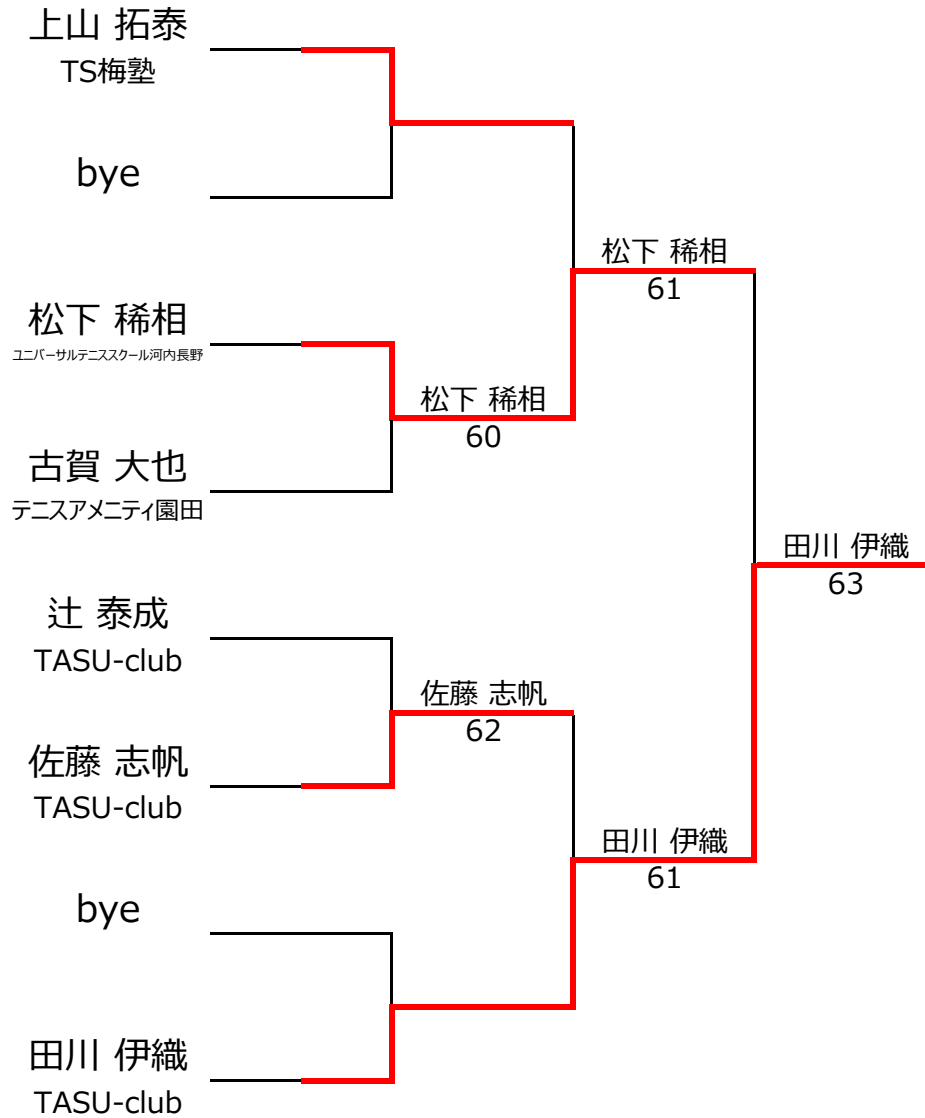 上山 拓泰
TS梅塾
bye
松下 稀相
61
松下 稀相
ユニバーサルテニススクール河内長野
松下 稀相
60
古賀 大也
テニスアメニティ園田
田川 伊織
63
辻 泰成
TASU-club
佐藤 志帆
62
佐藤 志帆
TASU-club
田川 伊織
61
bye
田川 伊織
TASU-club